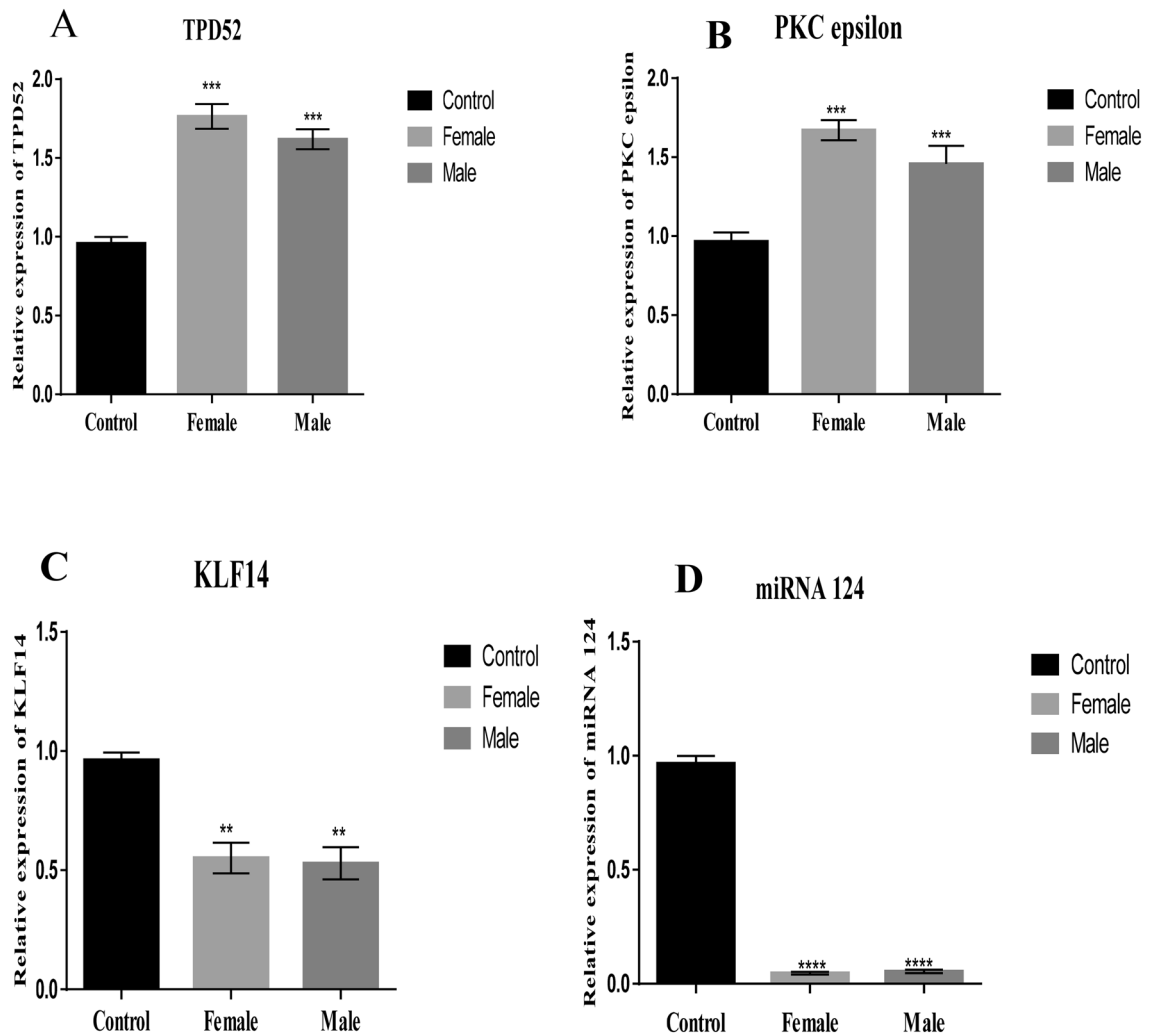 A
TPD52
Relative expression of TPD52
2.0
1.5
1.0
0.5
0.0
***
***
Control
Female
Male
Control
Female
Male
B
PKC epsilon
Relative expression of PKC epsilon
2.0
1.5
1.0
0.5
0.0
***
***
Control
Female
Male
Control
Female
Male
C
KLF14
Relative expression of KLF14
1.5
1.0
0.5
0.0
**
**
Control
Female
Male
Control
Female
Male
D
miRNA 124
Relative expression of miRNA 124
1.5
1.0
0.5
0.0
****
****
Control
Female
Male
Control
Female
Male